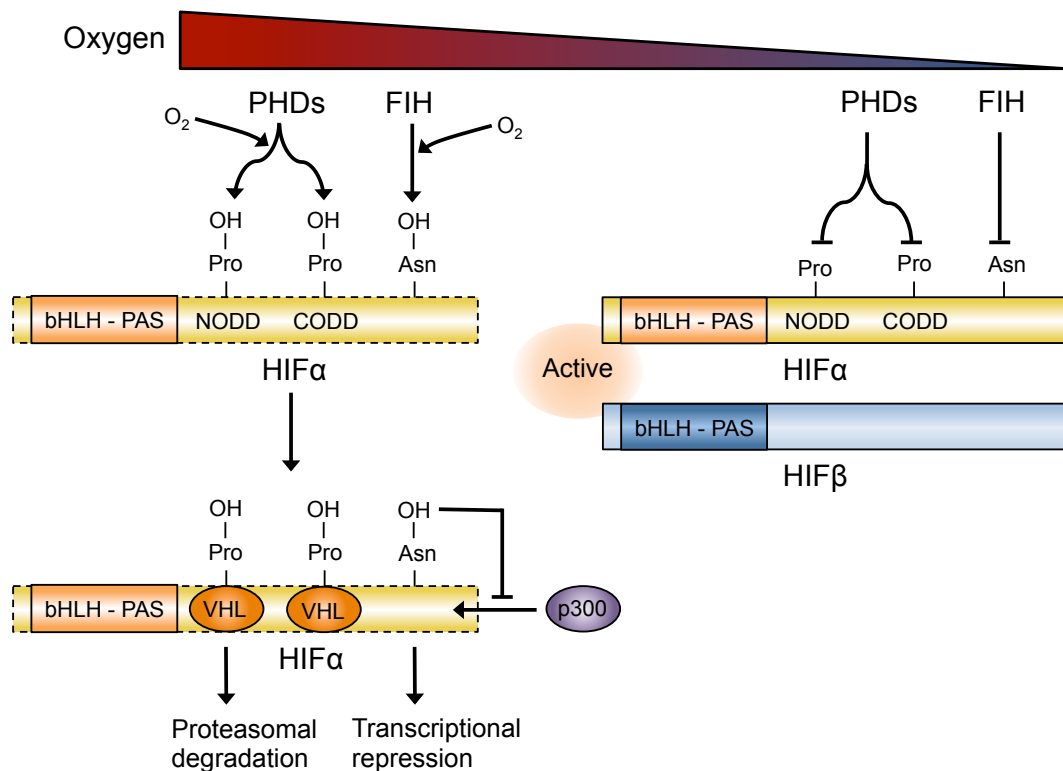 Oxygen
PHDs
FIH
O₂
O₂
OH
OH
OH
Pro
Pro
Asn
bHLH - PAS
NODD
CODD
HIFα
PHDs
FIH
Pro
Pro
Asn
bHLH - PAS
NODD
CODD
Active
HIFα
bHLH - PAS
HIFβ
OH
OH
OH
Pro
Pro
Asn
bHLH - PAS
VHL
VHL
p300
HIFα
Proteasomal
degradation
Transcriptional
repression